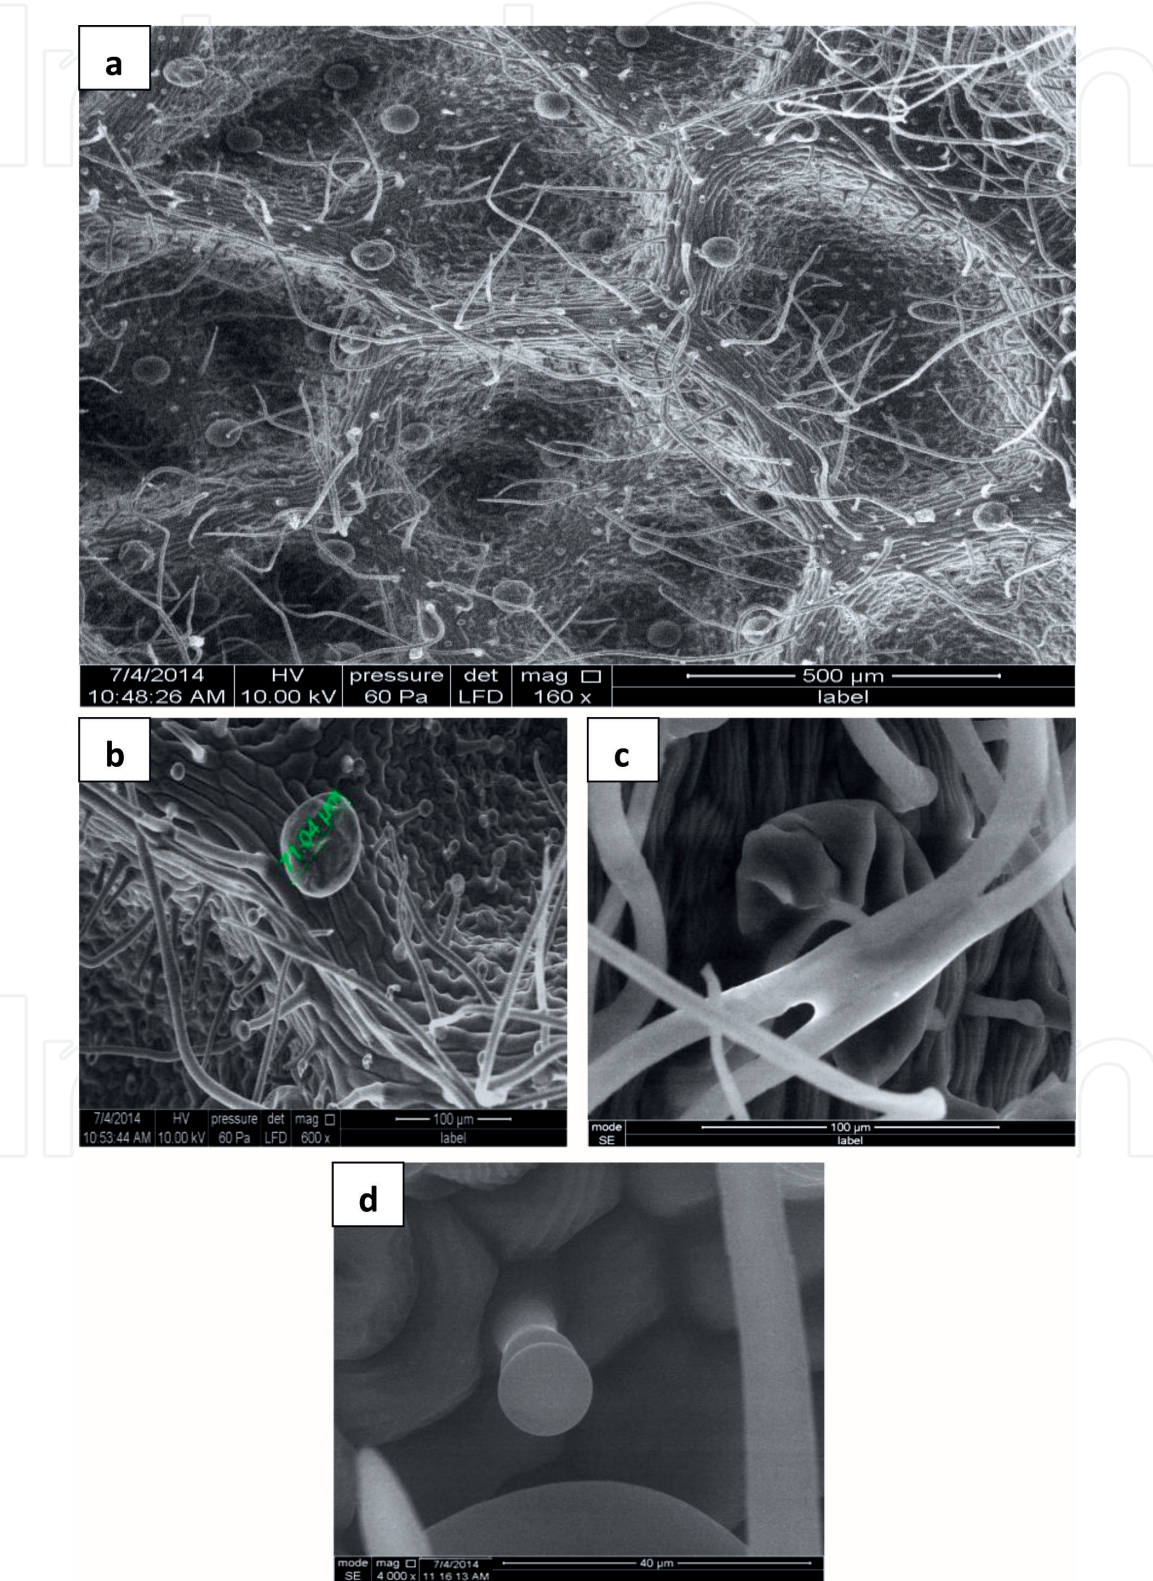 a
7/4/2014 HV pressure det mag
10:48:26 AM 10.00 kV 60 Pa LFD 160 x
500 µm
label
b
7/4/2014 HV pressure det mag
10:53:44 AM 10.00 kV 60 Pa LFD 600 x
100 µm
label
c
mode
SE
100 µm
label
d
mode mag 7/4/2014
SE 4 000 x 11 16 13 AM
40 µm